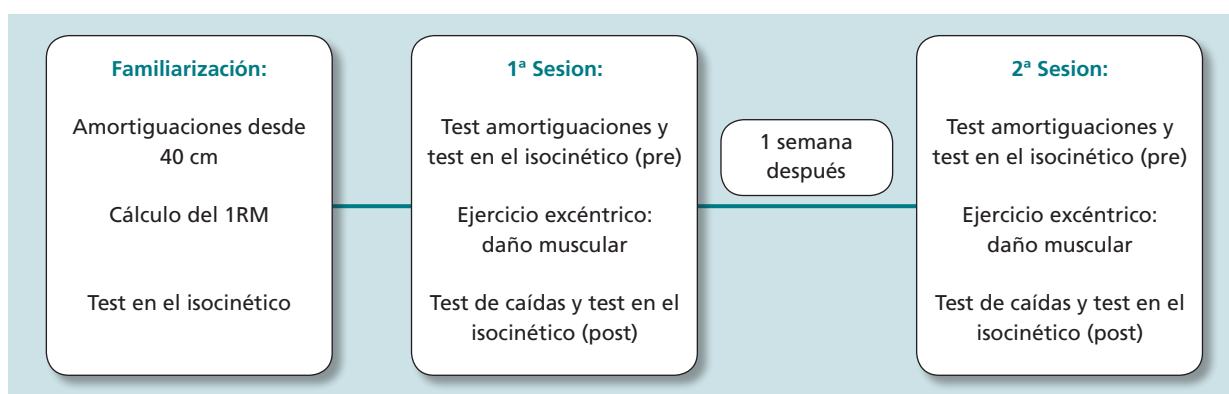 Familiarización:
Amortiguaciones desde
40 cm
Cálculo del 1RM
Test en el isocinético
1ª Sesion:
Test amortiguaciones y
test en el isocinético (pre)
Ejercicio excéntrico:
daño muscular
Test de caídas y test en el
isocinético (post)
1 semana
después
2ª Sesion:
Test amortiguaciones y
test en el isocinético (pre)
Ejercicio excéntrico:
daño muscular
Test de caídas y test en el
isocinético (post)